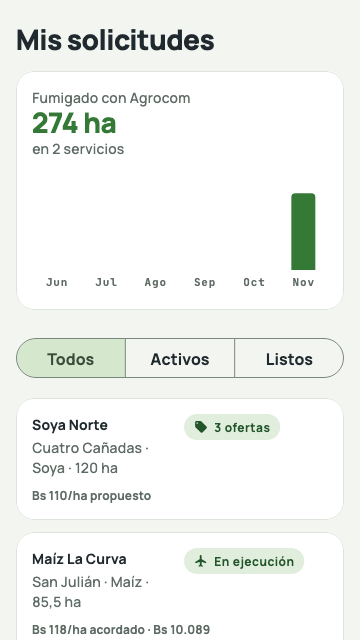 Mis solicitudes
Fumigado con Agrocom
274 ha
en 2 servicios
Jun Jul Ago Sep Oct Nov
Todos Activos Listos
Soya Norte
3 ofertas
Cuatro Cañadas ·
Soya · 120 ha
Bs 110/ha propuesto
Maíz La Curva
En ejecución
San Julián · Maíz ·
85,5 ha
Bs 118/ha acordado · Bs 10.089